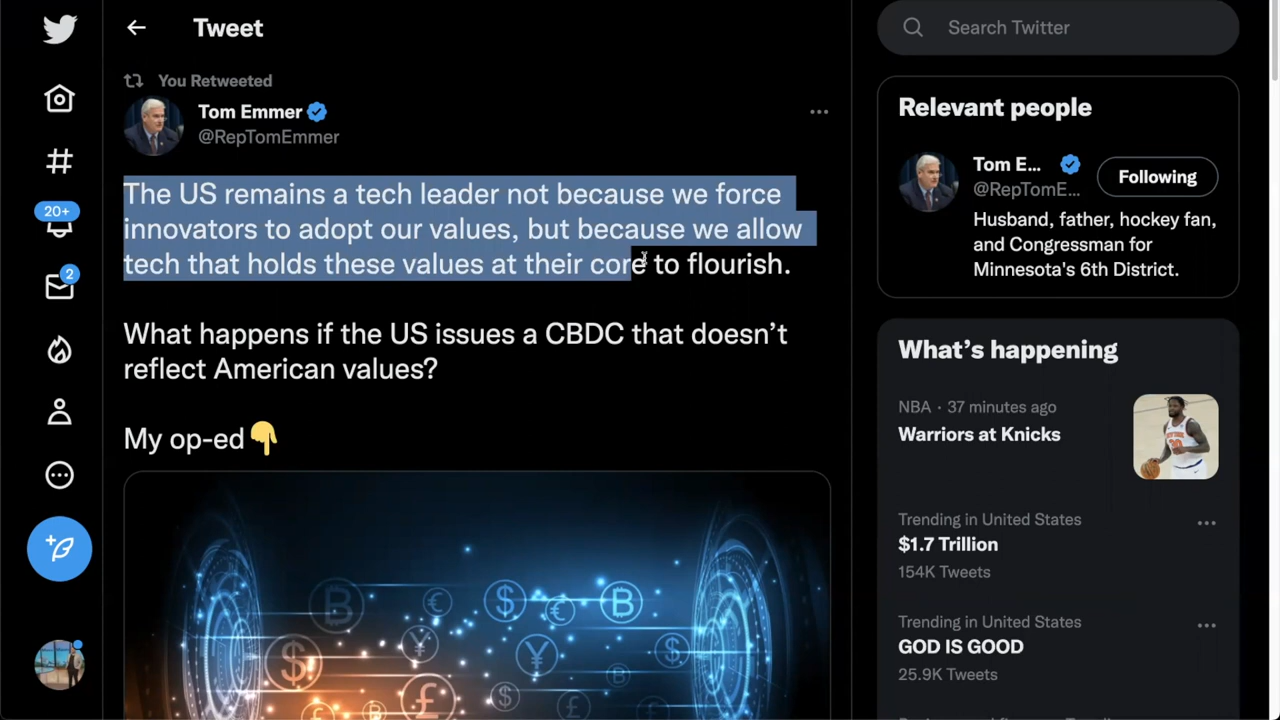 Tweet
Search Twitter
You Retweeted
Tom Emmer
@RepTomEmmer
The US remains a tech leader not because we force
innovators to adopt our values, but because we allow
tech that holds these values at their core to flourish.
What happens if the US issues a CBDC that doesn't
reflect American values?
My op-ed👇
20+
2
Relevant people
Tom E...
@RepTomE...
Following
Husband, father, hockey fan,
and Congressman for
Minnesota's 6th District.
What's happening
NBA · 37 minutes ago
Warriors at Knicks
Trending in United States
$1.7 Trillion
154K Tweets
Trending in United States
GOD IS GOOD
25.9K Tweets